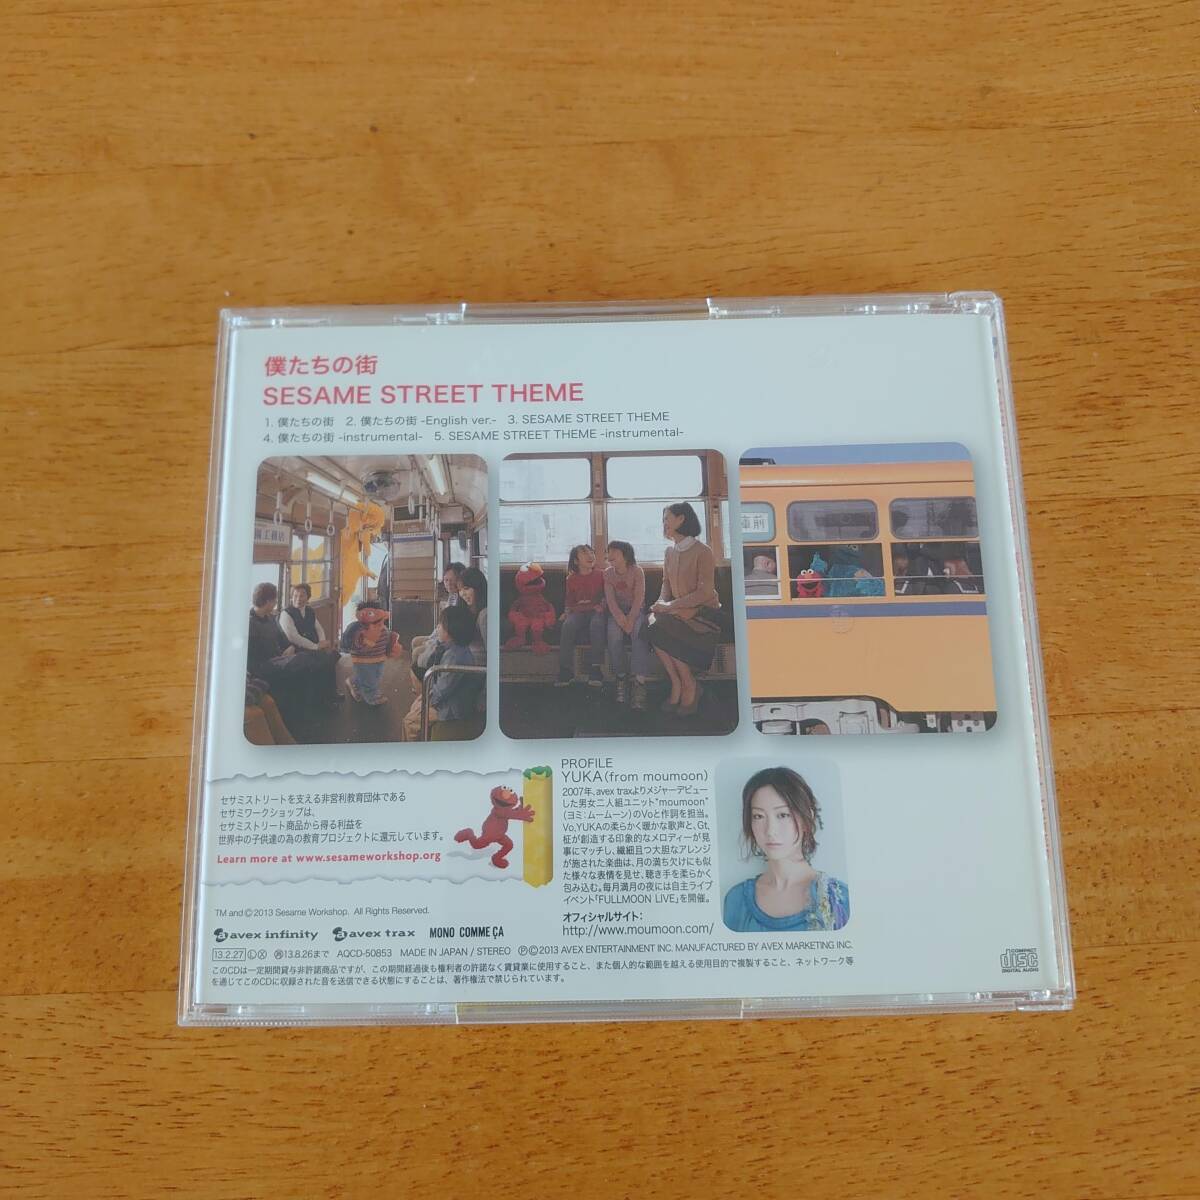 僕たちの街
SESAME STREET THEME
1. 僕たちの街 2. 僕たちの街 -English ver.- 3. SESAME STREET THEME
4. 僕たちの街 -instrumental- 5. SESAME STREET THEME -instrumental-
庫前
セサミストリートを支える非営利教育団体である
セサミワークショップは、
セサミストリート商品から得る利益を
世界中の子供達の為の教育プロジェクトに還元しています。
Learn more at www.sesameworkshop.org
PROFILE
YUKA(from moumoon)
2007年、avex traxよりメジャーデビュー
した男女二人組ユニット"moumoon"
(ヨミ:ムームーン)のVoと作詞を担当。
Vo,YUKAの柔らかく暖かな歌声と、Gt,
柾が創造する印象的なメロディーが見
事にマッチし、繊細且つ大胆なアレンジ
が施された楽曲は、月の満ち欠けにも似
た様々な表情を見せ、聴き手を柔らかく
包み込む。毎月満月の夜には自主ライブ
イベント「FULLMOON LIVE」を開催。
オフィシャルサイト:
http://www.moumoon.com/
TM and ©2013 Sesame Workshop. All Rights Reserved.
avex infinity avex trax MONO COMME ÇA
13.2.27 Ⓛ Ⓧ 13.8.26まで AQCD-50853 MADE IN JAPAN / STEREO ℗©2013 AVEX ENTERTAINMENT INC. MANUFACTURED BY AVEX MARKETING INC.
このCDは一定期間貸与非許諾商品ですが、この期間経過後も権利者の許諾なく賃貸業に使用すること、また個人的な範囲を越える使用目的で複製すること、ネットワーク等
を通じてこのCDに収録された音を送信できる状態にすることは、著作権法で禁じられています。
COMPACT
disc
DIGITAL AUDIO